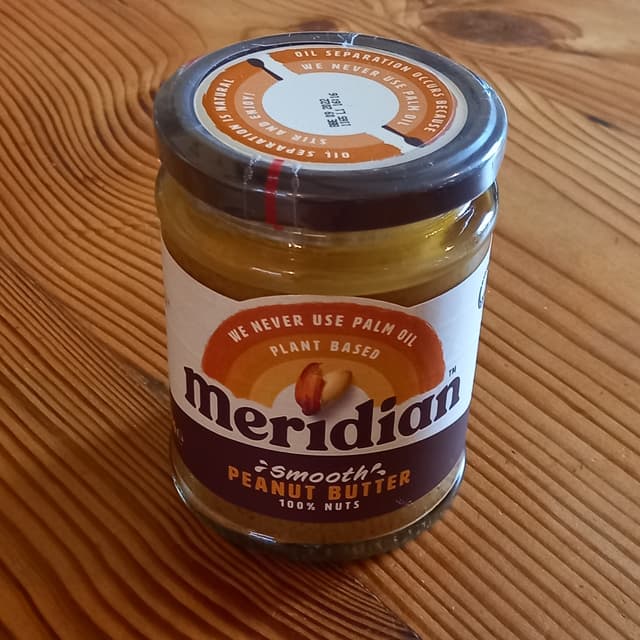 OIL SEPARATION OCCURS BECAUSE
WE NEVER USE PALM OIL
OIL SEPARATION IS NATURAL
STIR AND ENJOY!
WE NEVER USE PALM OIL
PLANT BASED
meridian™
Smooth
PEANUT BUTTER
100% NUTS